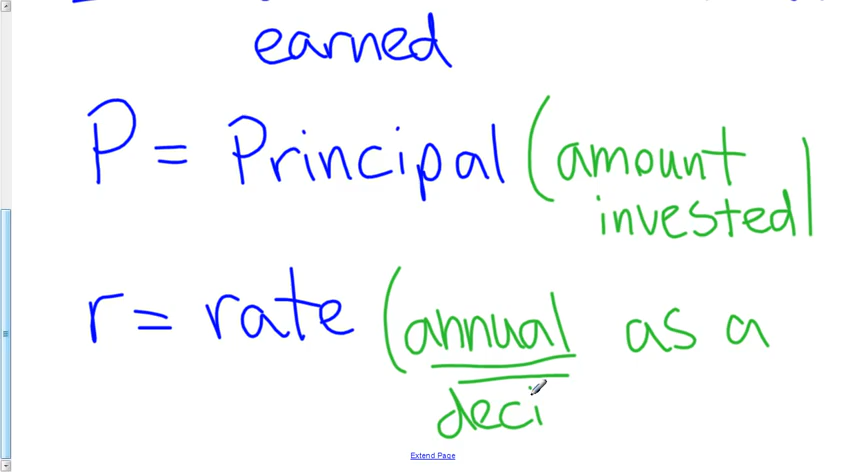 earned
P = Principal (amount
invested)
r = rate (annual as a
deci
Extend Page